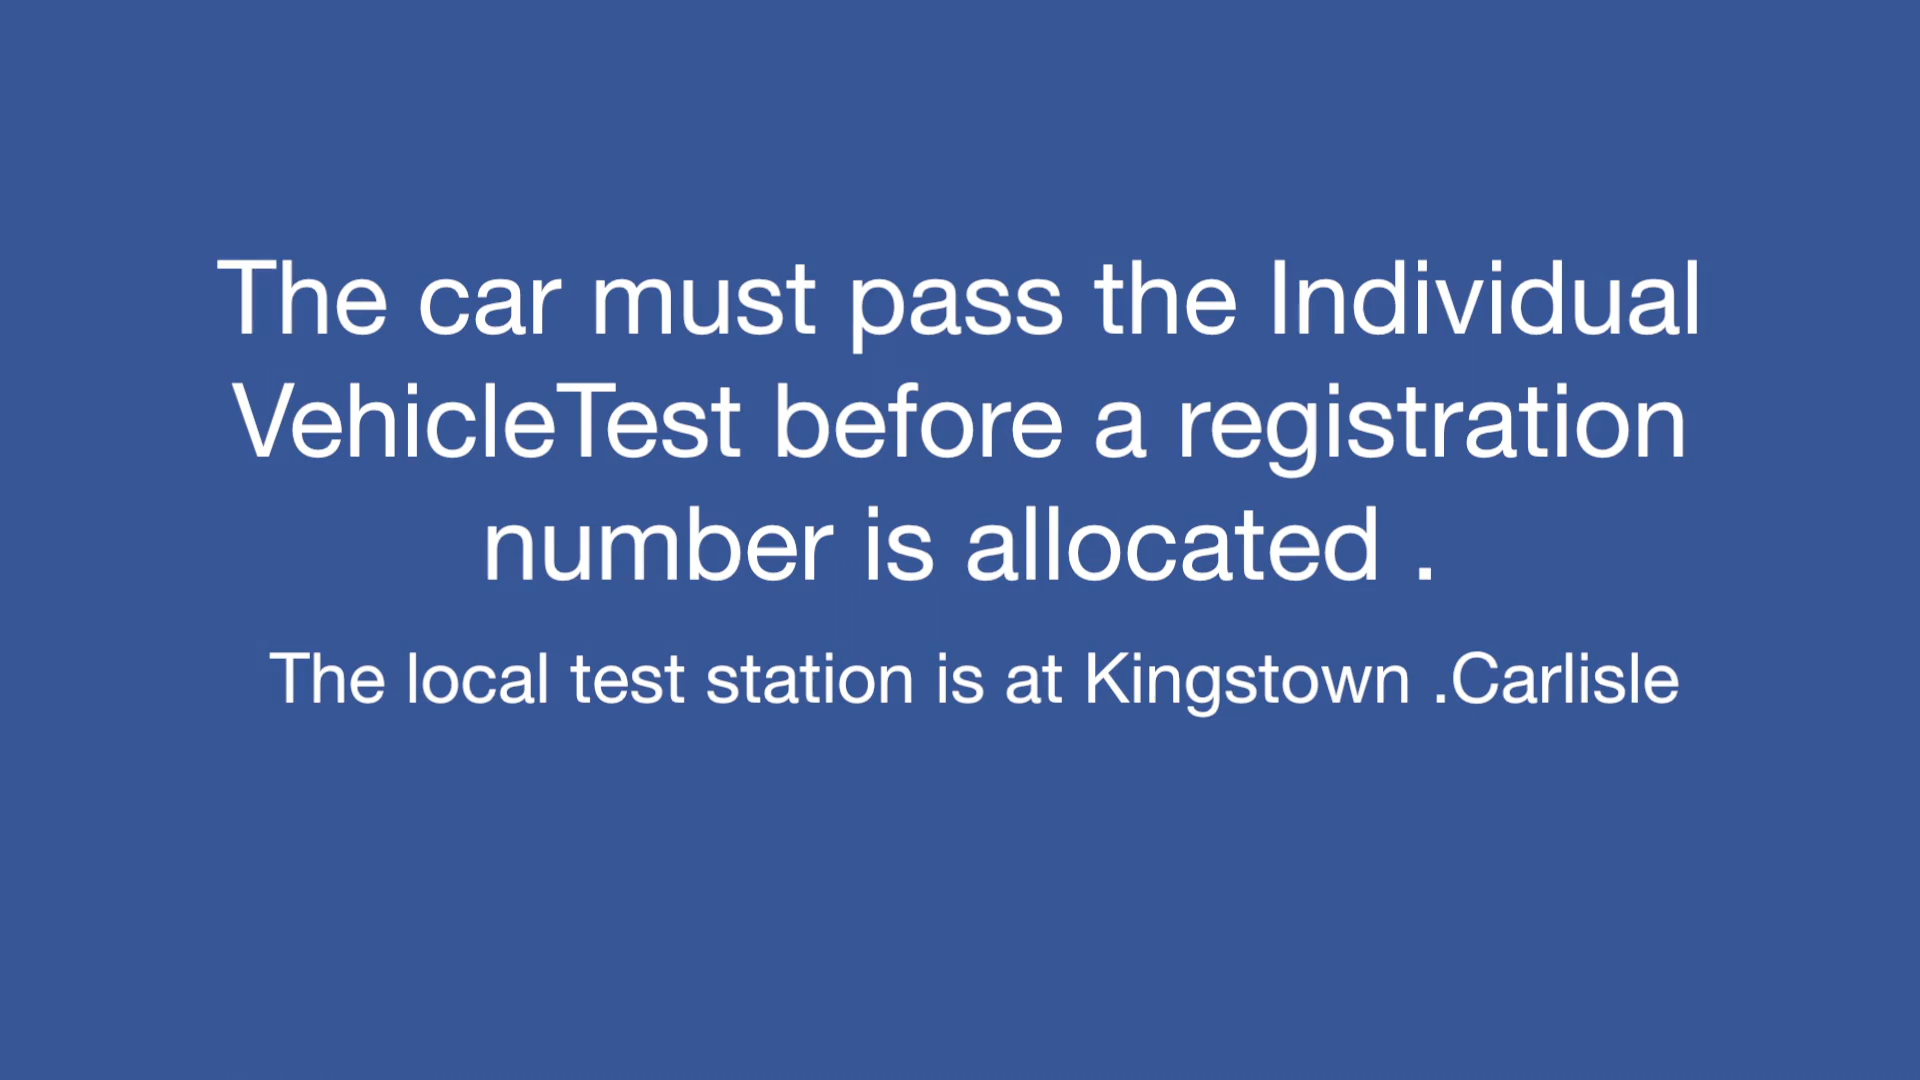 The car must pass the Individual
VehicleTest before a registration
number is allocated .
The local test station is at Kingstown .Carlisle